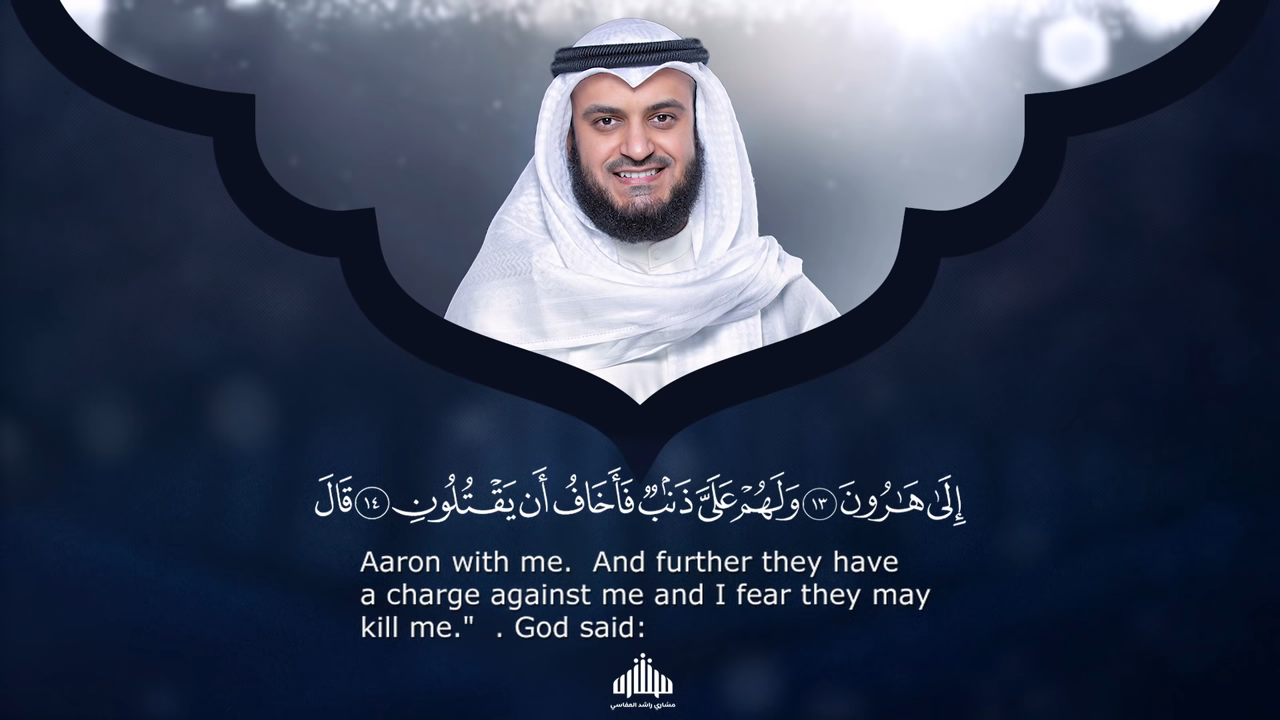 إِلَىٰ هَـٰرُونَ ١٣ وَلَهُمْ عَلَىَّ ذَنۢبٌ فَأَخَافُ أَن يَقْتُلُونِ ١٤ قَالَ
Aaron with me.  And further they have
a charge against me and I fear they may
kill me."  . God said:
مشاري راشد العفاسي